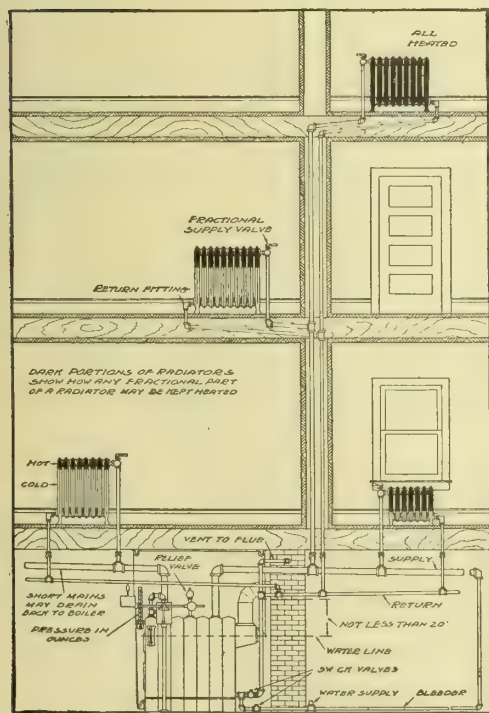 ALL
HEATED
FRACTIONAL
SUPPLY VALVE
RETURN FITTING
DARK PORTIONS OF RADIATORS
SHOW HOW ANY FRACTIONAL PART
OF A RADIATOR MAY BE KEPT HEATED
HOT
COLD
VENT TO FLUE
RELIEF
VALVE
SUPPLY
SHORT MAINS
MAY DRAIN
BACK TO BOILER
RETURN
PRESSURE IN
OUNCES
NOT LESS THAN 20"
WATER LINE
SW CK VALVES
WATER SUPPLY
BLEEDER